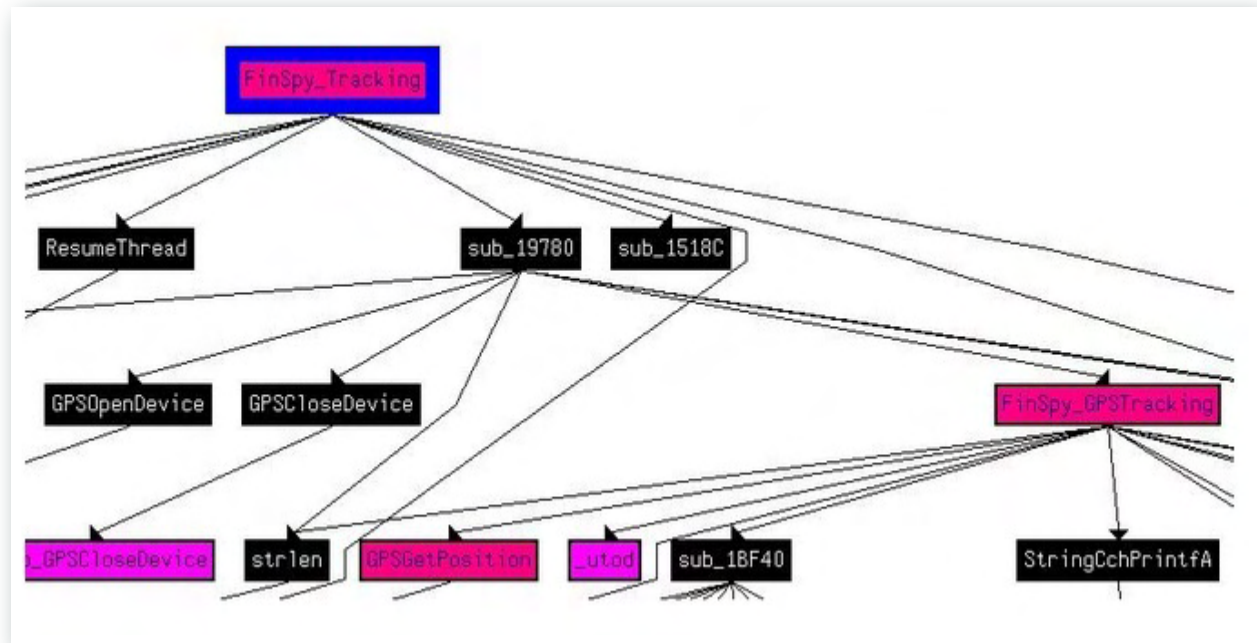 FinSpy_Tracking
ResumeThread
sub_19780
sub_1518C
GPSOpenDevice
GPSCloseDevice
FinSpy_GPSTracking
_GPSCloseDevice
strlen
GPSGetPosition
_utod
sub_1BF40
StringCchPrintfA